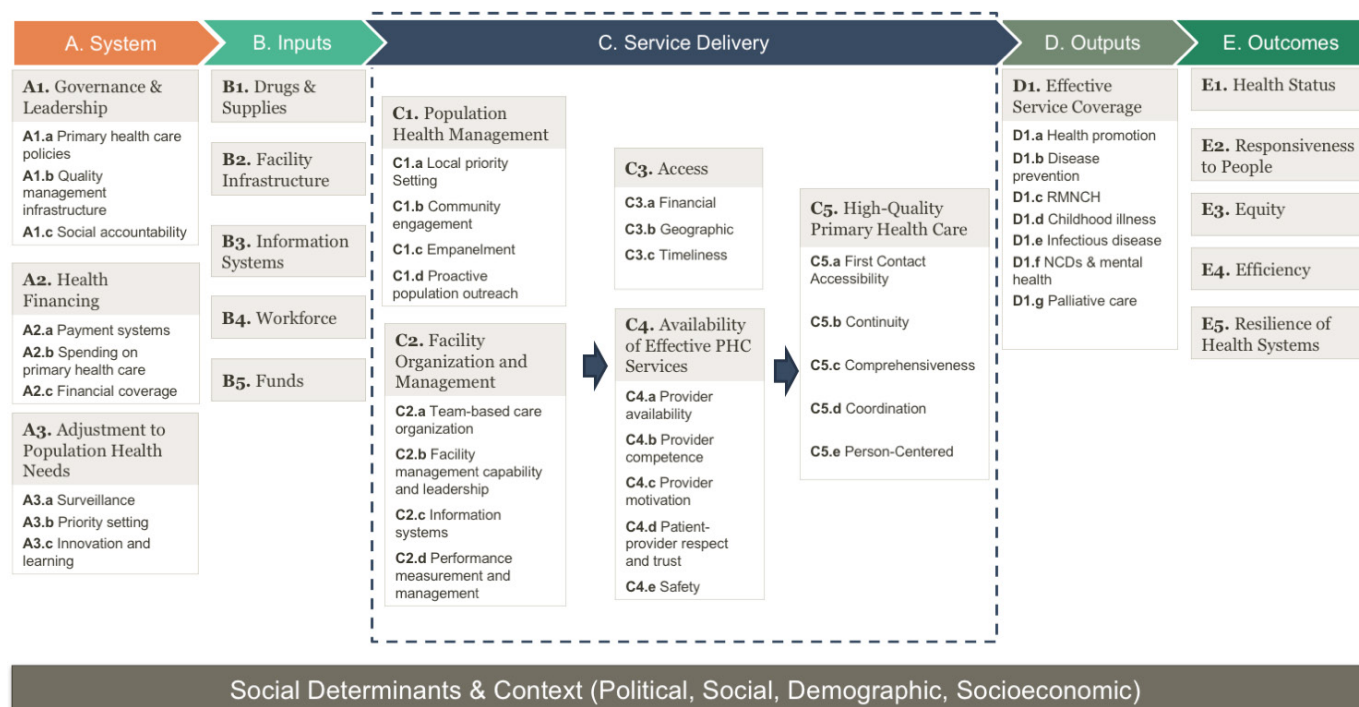 A. System
B. Inputs
C. Service Delivery
D. Outputs
E. Outcomes
A1. Governance &
Leadership
A1.a Primary health care
policies
A1.b Quality
management
infrastructure
A1.c Social accountability
A2. Health
Financing
A2.a Payment systems
A2.b Spending on
primary health care
A2.c Financial coverage
A3. Adjustment to
Population Health
Needs
A3.a Surveillance
A3.b Priority setting
A3.c Innovation and
learning
B1. Drugs &
Supplies
B2. Facility
Infrastructure
B3. Information
Systems
B4. Workforce
B5. Funds
C1. Population
Health Management
C1.a Local priority
Setting
C1.b Community
engagement
C1.c Empanelment
C1.d Proactive
population outreach
C2. Facility
Organization and
Management
C2.a Team-based care
organization
C2.b Facility
management capability
and leadership
C2.c Information
systems
C2.d Performance
measurement and
management
C3. Access
C3.a Financial
C3.b Geographic
C3.c Timeliness
C4. Availability
of Effective PHC
Services
C4.a Provider
availability
C4.b Provider
competence
C4.c Provider
motivation
C4.d Patient-
provider respect
and trust
C4.e Safety
C5. High-Quality
Primary Health Care
C5.a First Contact
Accessibility
C5.b Continuity
C5.c Comprehensiveness
C5.d Coordination
C5.e Person-Centered
D1. Effective
Service Coverage
D1.a Health promotion
D1.b Disease
prevention
D1.c RMNCH
D1.d Childhood illness
D1.e Infectious disease
D1.f NCDs & mental
health
D1.g Palliative care
E1. Health Status
E2. Responsiveness
to People
E3. Equity
E4. Efficiency
E5. Resilience of
Health Systems
Social Determinants & Context (Political, Social, Demographic, Socioeconomic)